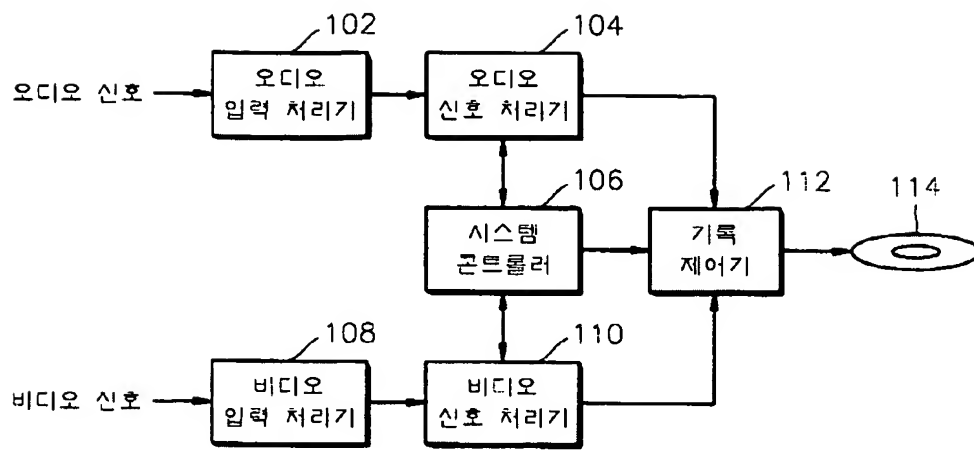 102
104
오디오 신호
오디오
입력 처리기
오디오
신호 처리기
106
112
114
시스템
콘트롤러
기록
제어기
108
110
비디오 신호
비디오
입력 처리기
비디오
신호 처리기